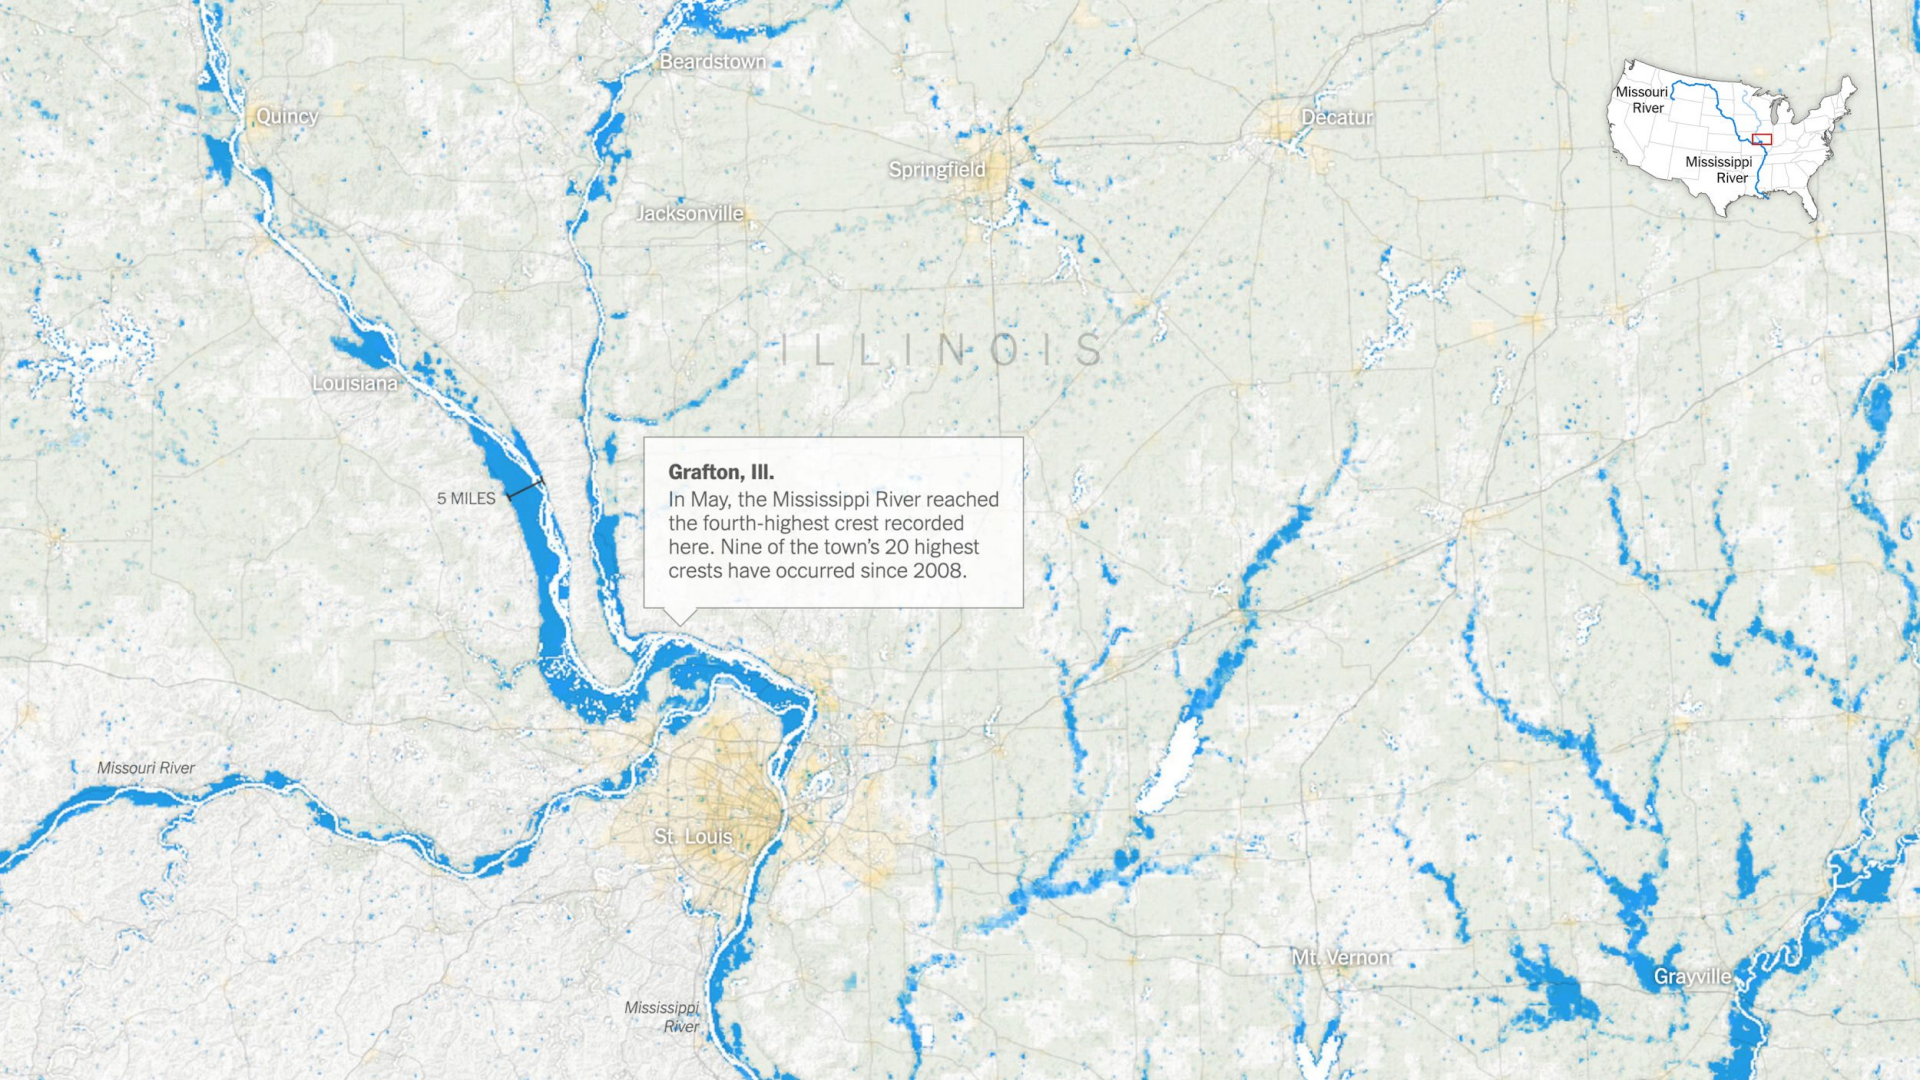 Beardstown
Quincy
Missouri
River
Decatur
Springfield
Mississippi
River
Jacksonville
ILLINOIS
Louisiana
Grafton, Ill.
5 MILES
In May, the Mississippi River reached
the fourth-highest crest recorded
here. Nine of the town’s 20 highest
crests have occurred since 2008.
Missouri River
St. Louis
Mt. Vernon
Grayville
Mississippi
River